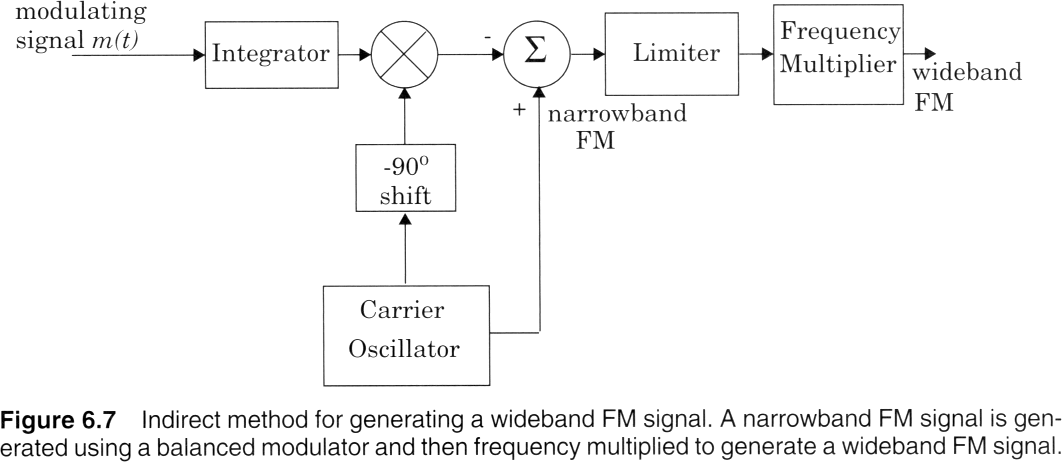 modulating
signal m(t)
Integrator
-
Σ
Limiter
Frequency
Multiplier
wideband
FM
+
narrowband
FM
-90o
shift
Carrier
Oscillator
Figure 6.7 Indirect method for generating a wideband FM signal. A narrowband FM signal is gen-
erated using a balanced modulator and then frequency multiplied to generate a wideband FM signal.